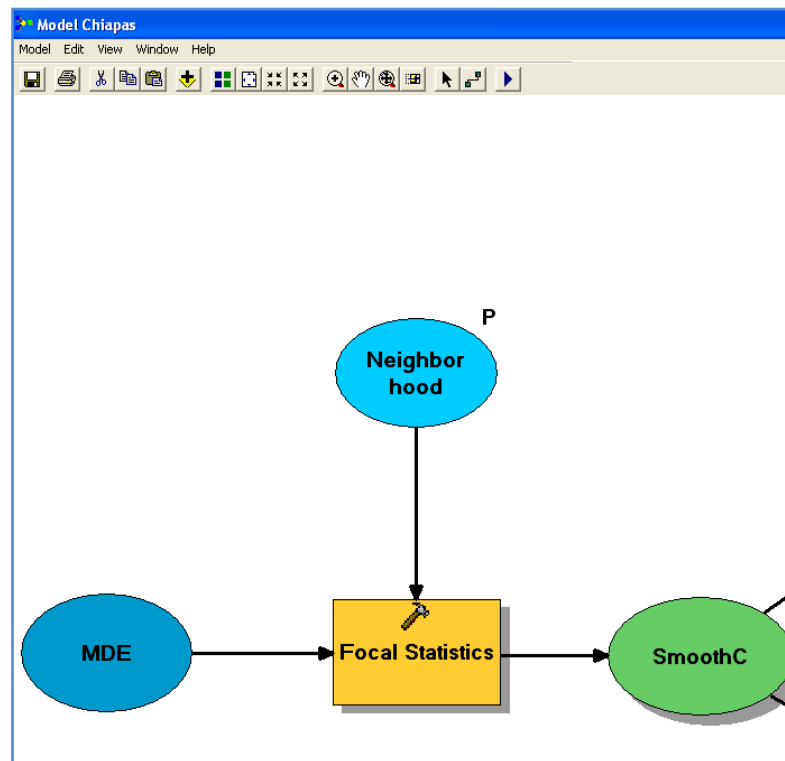 Model Chiapas
Model Edit View Window Help
P
Neighbor
hood
MDE
Focal Statistics
SmoothC